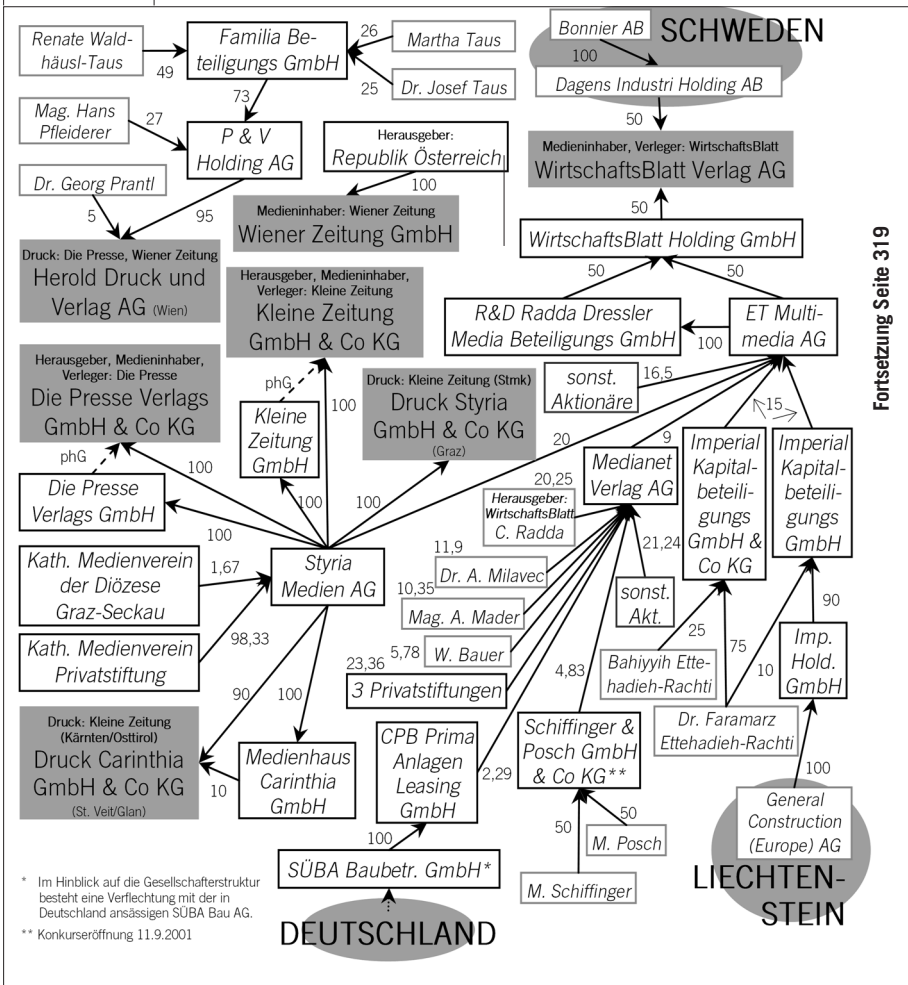 Renate Wald-
häusl-Taus
49
Familia Be-
teiligungs GmbH
26
Martha Taus
25
Dr. Josef Taus
73
Mag. Hans
Pfleiderer
27
P & V
Holding AG
Dr. Georg Prantl
5
95
Druck: Die Presse, Wiener Zeitung
Herold Druck und
Verlag AG (Wien)
Herausgeber:
Republik Österreich
100
Medieninhaber: Wiener Zeitung
Wiener Zeitung GmbH
Bonnier AB
SCHWEDEN
100
Dagens Industri Holding AB
50
Medieninhaber, Verleger: WirtschaftsBlatt
WirtschaftsBlatt Verlag AG
50
WirtschaftsBlatt Holding GmbH
50
50
R&D Radda Dressler
Media Beteiligungs GmbH
100
ET Multi-
media AG
Fortsetzung Seite 319
Herausgeber, Medieninhaber,
Verleger: Kleine Zeitung
Kleine Zeitung
GmbH & Co KG
Herausgeber, Medieninhaber,
Verleger: Die Presse
Die Presse Verlags
GmbH & Co KG
phG
Die Presse
Verlags GmbH
100
100
phG
Kleine
Zeitung
GmbH
100
100
Druck: Kleine Zeitung (Stmk)
Druck Styria
GmbH & Co KG
(Graz)
100
20
sonst.
Aktionäre
16,5
9
15
Medianet
Verlag AG
Imperial
Kapital-
beteili-
gungs
GmbH &
Co KG
Imperial
Kapital-
beteili-
gungs
GmbH
Kath. Medienverein
der Diözese
Graz-Seckau
1,67
Styria
Medien AG
Kath. Medienverein
Privatstiftung
98,33
20,25
Herausgeber:
WirtschaftsBlatt
C. Radda
11,9
Dr. A. Milavec
10,35
Mag. A. Mader
5,78
W. Bauer
23,36
3 Privatstiftungen
21,24
sonst.
Akt.
25
Bahiyyih Ette-
hadieh-Rachti
75
10
Dr. Faramarz
Ettehadieh-Rachti
90
Imp.
Hold.
GmbH
100
General
Construction
(Europe) AG
LIECHTEN-
STEIN
90
100
Druck: Kleine Zeitung
(Kärnten/Osttirol)
Druck Carinthia
GmbH & Co KG
(St. Veit/Glan)
10
Medienhaus
Carinthia
GmbH
CPB Prima
Anlagen
Leasing
GmbH
2,29
4,83
Schiffinger &
Posch GmbH
& Co KG**
50
50
M. Posch
M. Schiffinger
100
SÜBA Baubetr. GmbH*
DEUTSCHLAND
* Im Hinblick auf die Gesellschafterstruktur
besteht eine Verflechtung mit der in
Deutschland ansässigen SÜBA Bau AG.
** Konkurseröffnung 11.9.2001